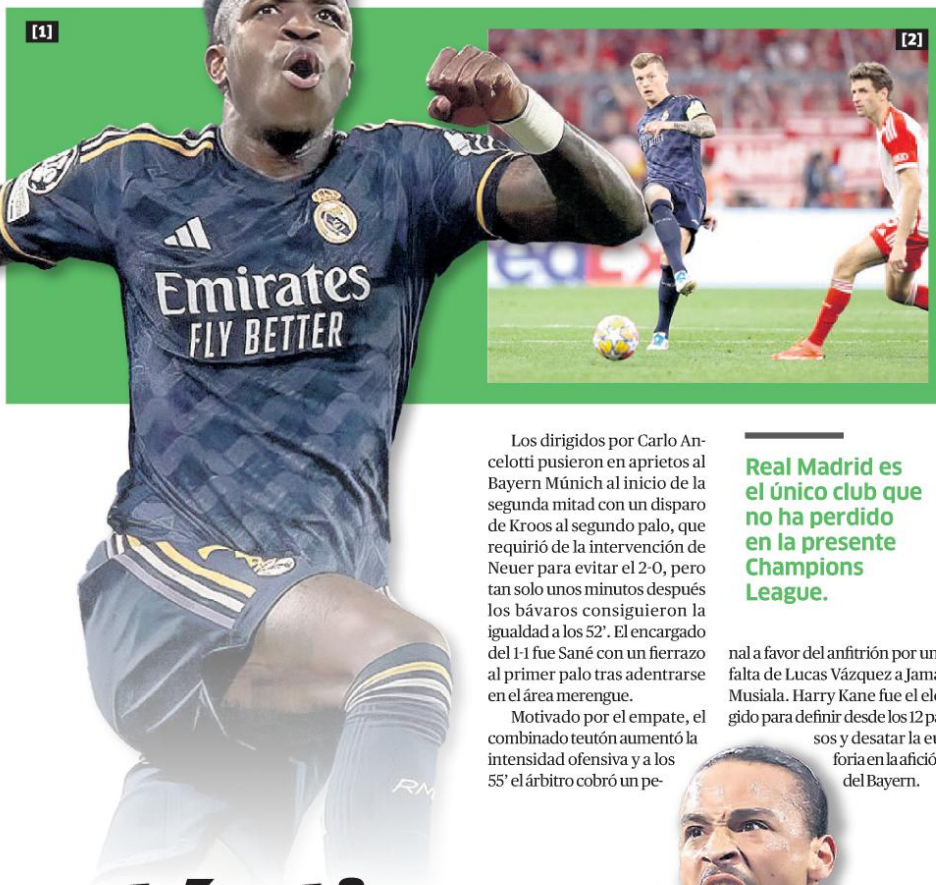 [1]
[2]
Emirates
FLY BETTER
RM
Los dirigidos por Carlo An-
celotti pusieron en aprietos al
Bayern Múnich al inicio de la
segunda mitad con un disparo
de Kroos al segundo palo, que
requirió de la intervención de
Neuer para evitar el 2-0, pero
tan solo unos minutos después
los bávaros consiguieron la
igualdad a los 52’. El encargado
del 1-1 fue Sané con un fierrazo
al primer palo tras adentrarse
en el área merengue.
Motivado por el empate, el
combinado teutón aumentó la
intensidad ofensiva y a los
55’ el árbitro cobró un pe-
Real Madrid es
el único club que
no ha perdido
en la presente
Champions
League.
nal a favor del anfitrión por un
falta de Lucas Vázquez a Jama
Musiala. Harry Kane fue el ele
gido para definir desde los 12 pa
sos y desatar la eu
foria en la afició
del Bayern.